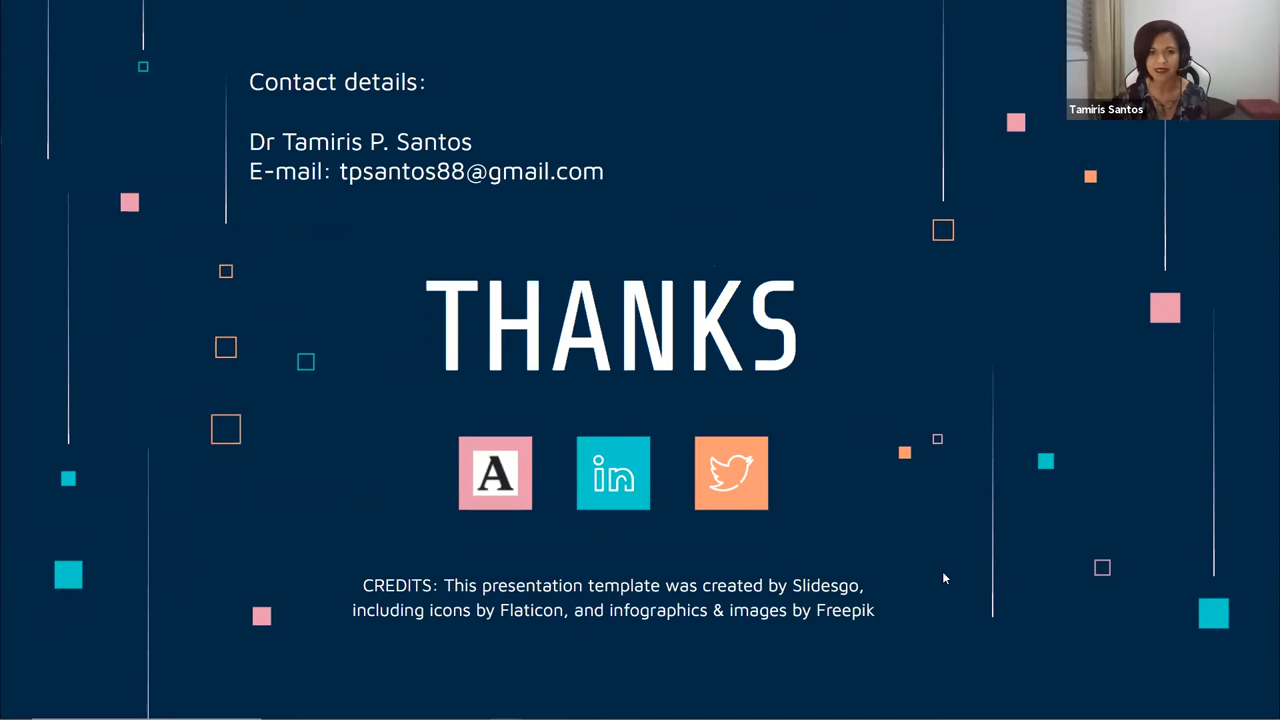 Contact details:
Dr Tamiris P. Santos
E-mail: tpsantos88@gmail.com
Tamiris Santos
THANKS
A
in
CREDITS: This presentation template was created by Slidesgo,
including icons by Flaticon, and infographics & images by Freepik